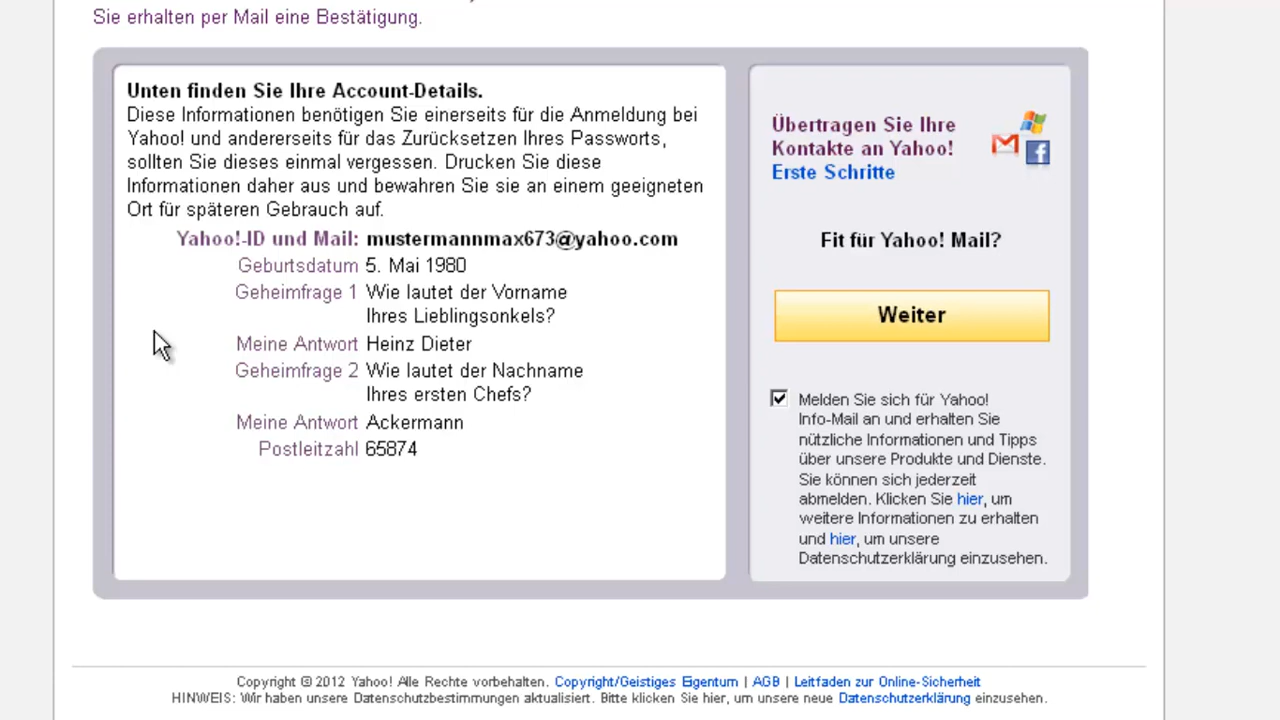 Sie erhalten per Mail eine Bestätigung.
Unten finden Sie Ihre Account-Details.
Diese Informationen benötigen Sie einerseits für die Anmeldung bei
Yahoo! und andererseits für das Zurücksetzen Ihres Passworts,
sollten Sie dieses einmal vergessen. Drucken Sie diese
Informationen daher aus und bewahren Sie sie an einem geeigneten
Ort für späteren Gebrauch auf.
Yahoo!-ID und Mail: mustermannmax673@yahoo.com
Geburtsdatum 5. Mai 1980
Geheimfrage 1 Wie lautet der Vorname
Ihres Lieblingsonkels?
Meine Antwort Heinz Dieter
Geheimfrage 2 Wie lautet der Nachname
Ihres ersten Chefs?
Meine Antwort Ackermann
Postleitzahl 65874
Übertragen Sie Ihre
Kontakte an Yahoo!
Erste Schritte
Fit für Yahoo! Mail?
Weiter
Melden Sie sich für Yahoo!
Info-Mail an und erhalten Sie
nützliche Informationen und Tipps
über unsere Produkte und Dienste.
Sie können sich jederzeit
abmelden. Klicken Sie hier, um
weitere Informationen zu erhalten
und hier, um unsere
Datenschutzerklärung einzusehen.
Copyright © 2012 Yahoo! Alle Rechte vorbehalten. Copyright/Geistiges Eigentum | AGB | Leitfaden zur Online-Sicherheit
HINWEIS: Wir haben unsere Datenschutzbestimmungen aktualisiert. Bitte klicken Sie hier, um unsere neue Datenschutzerklärung einzusehen.